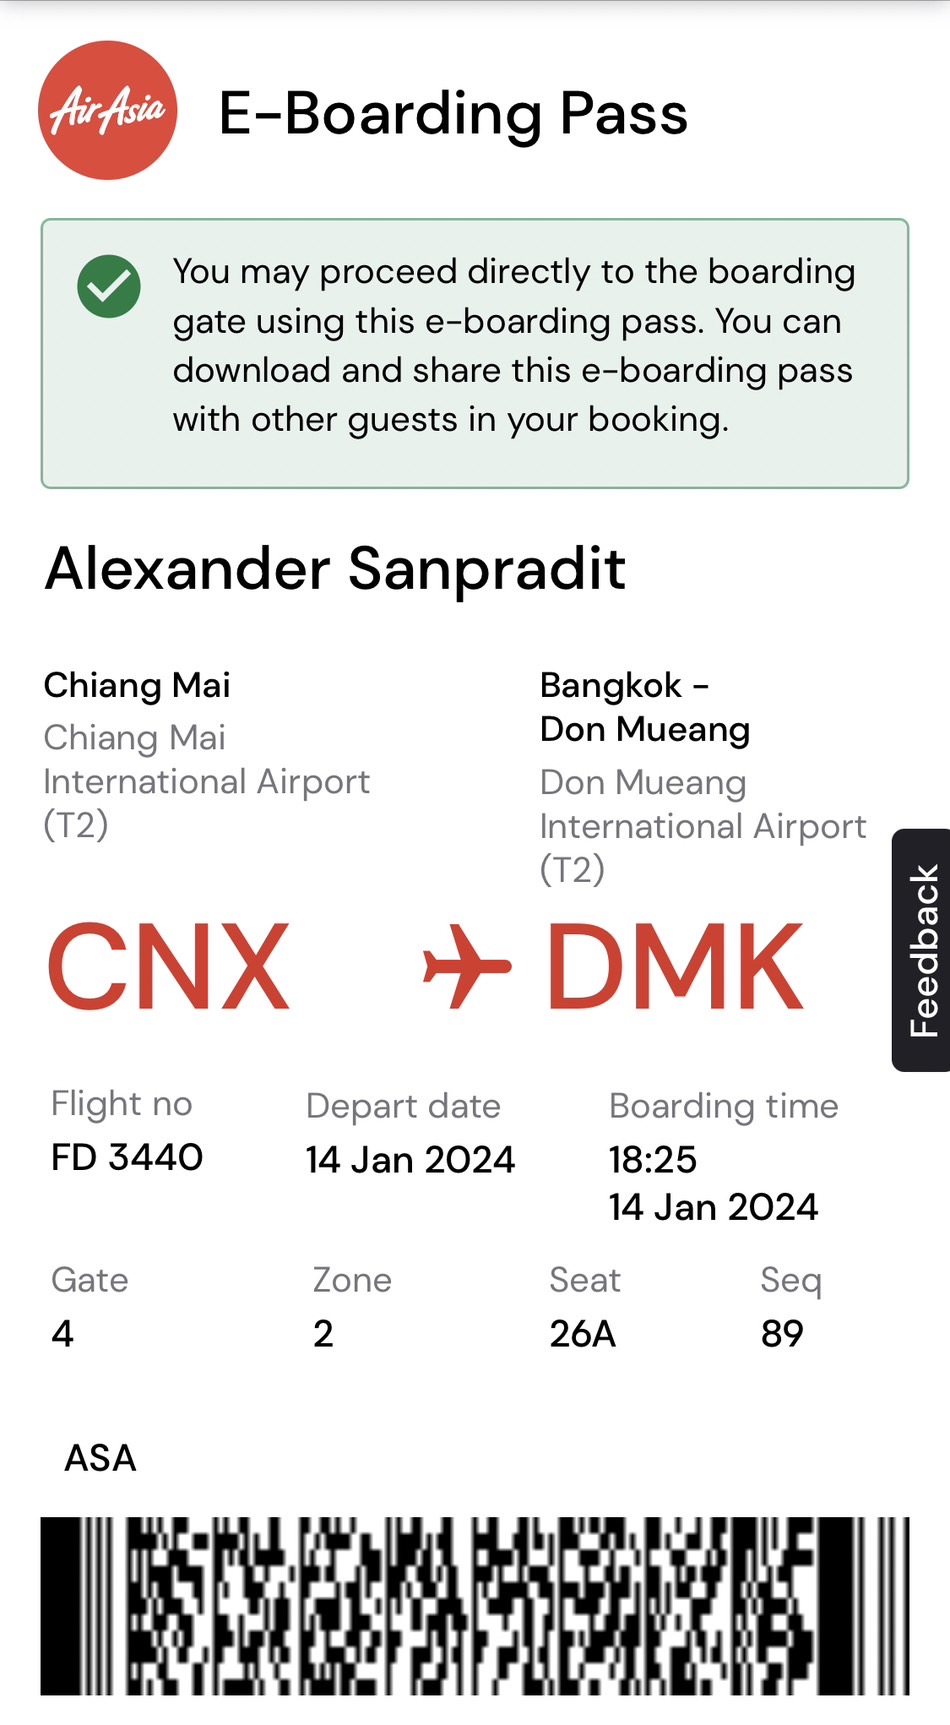 AirAsia
E-Boarding Pass
You may proceed directly to the boarding
gate using this e-boarding pass. You can
download and share this e-boarding pass
with other guests in your booking.
Alexander Sanpradit
Chiang Mai
Chiang Mai
International Airport
(T2)
Bangkok -
Don Mueang
Don Mueang
International Airport
(T2)
Feedback
CNX DMK
Flight no Depart date Boarding time
FD 3440 14 Jan 2024 18:25
14 Jan 2024
Gate Zone Seat Seq
4 2 26A 89
ASA